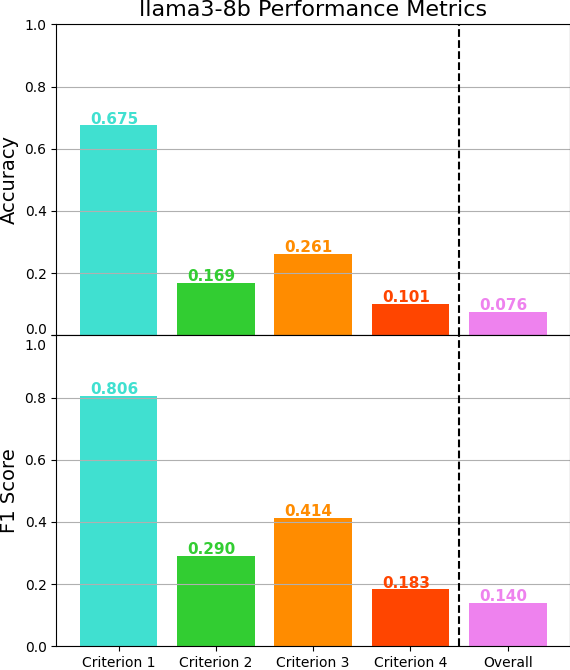 llama3-8b Performance Metrics
Accuracy
1.0
0.8
0.6
0.4
0.2
0.0
0.675
0.169
0.261
0.101
0.076
F1 Score
1.0
0.8
0.6
0.4
0.2
0.0
0.806
0.290
0.414
0.183
0.140
Criterion 1
Criterion 2
Criterion 3
Criterion 4
Overall